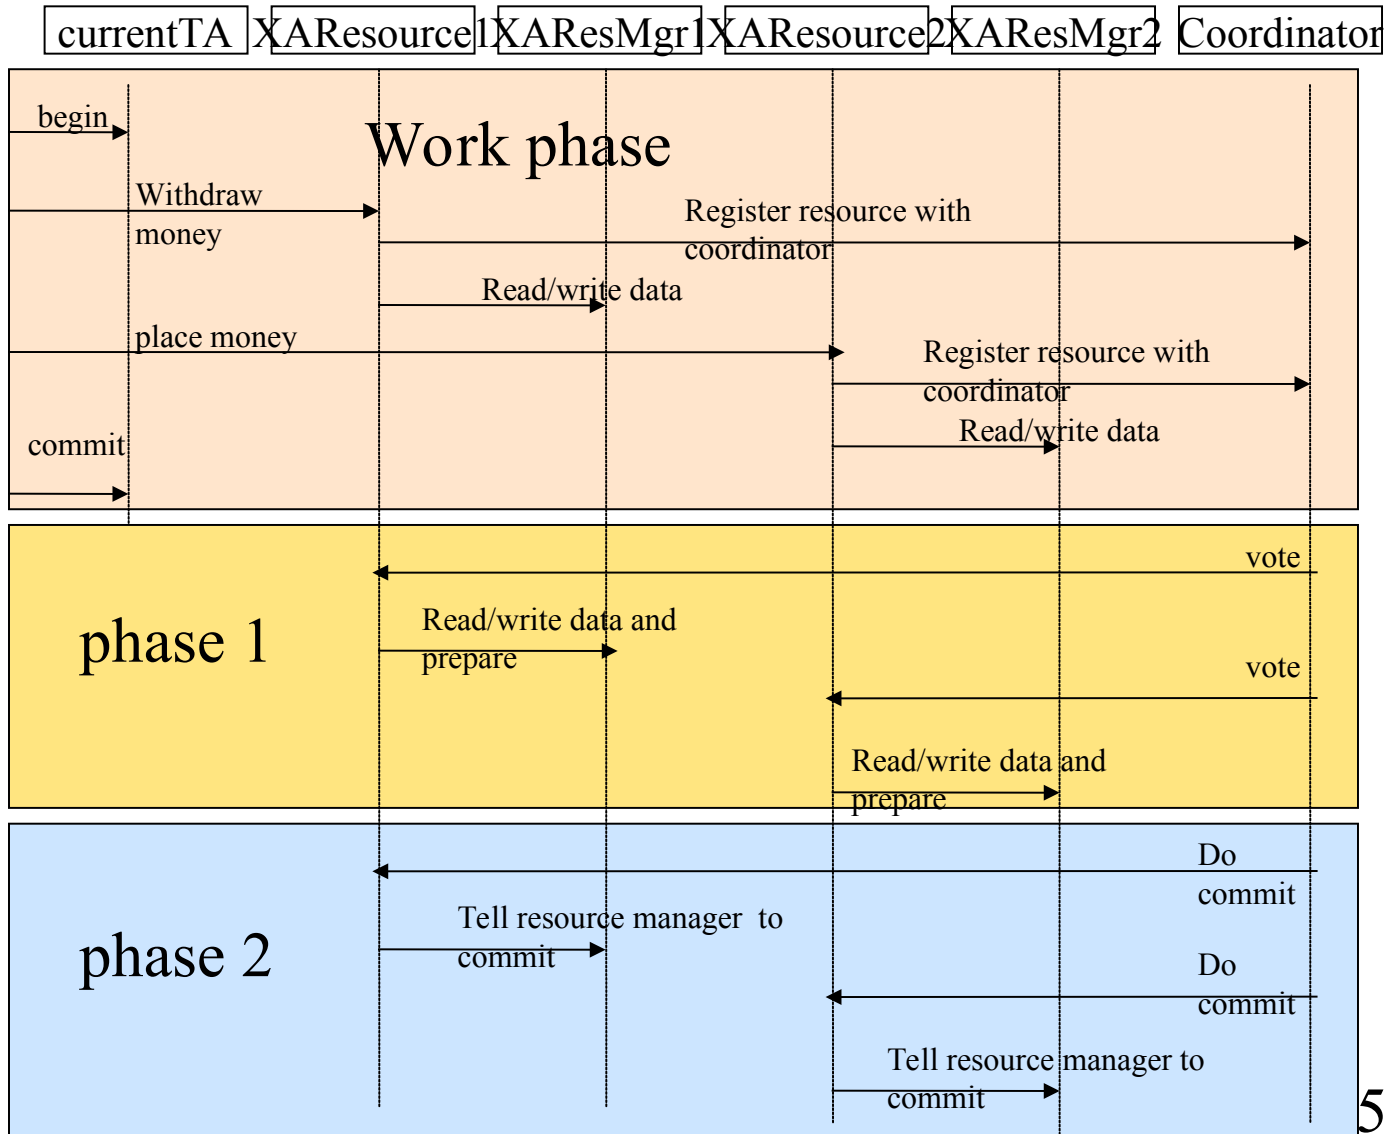 currentTA XAResource1 XAResMgr1 XAResource2 XAResMgr2 Coordinator
begin
Work phase
Withdraw
money
Register resource with
coordinator
Read/write data
place money
Register resource with
coordinator
Read/write data
commit
vote
Read/write data and
prepare
phase 1
vote
Read/write data and
prepare
Do
commit
Tell resource manager to
commit
phase 2
Do
commit
Tell resource manager to
commit
5